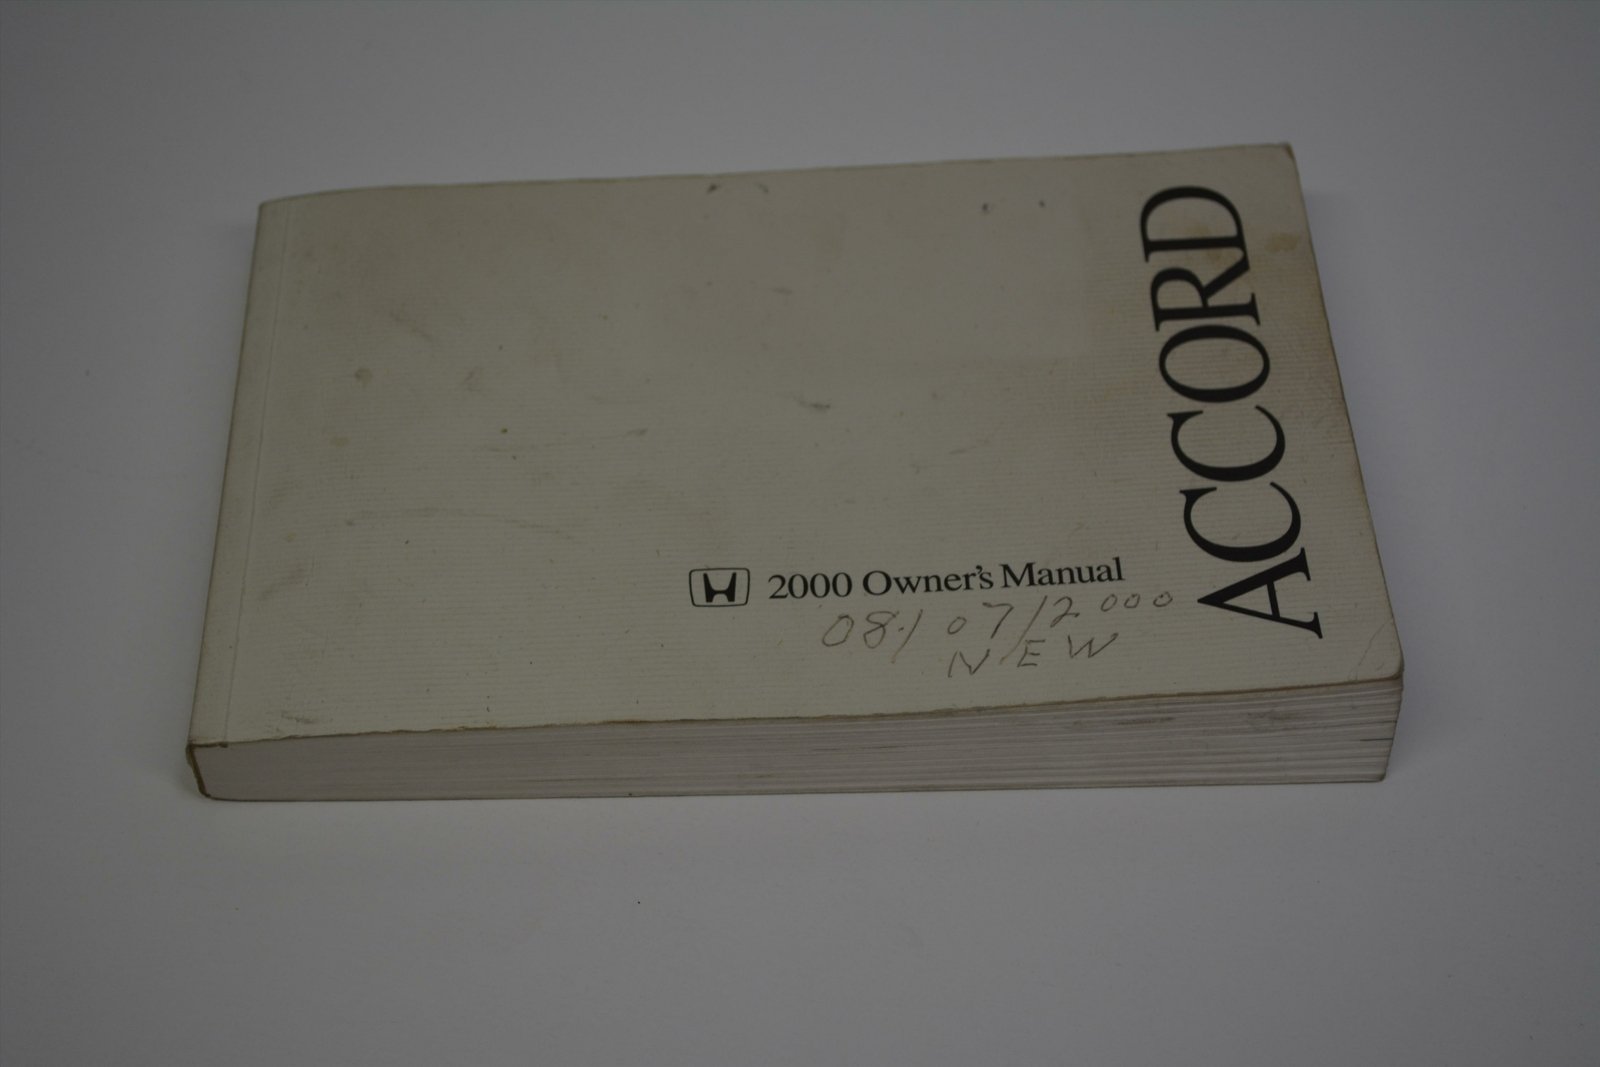 ACCORD
2000 Owner's Manual
08/07/2000
NEW